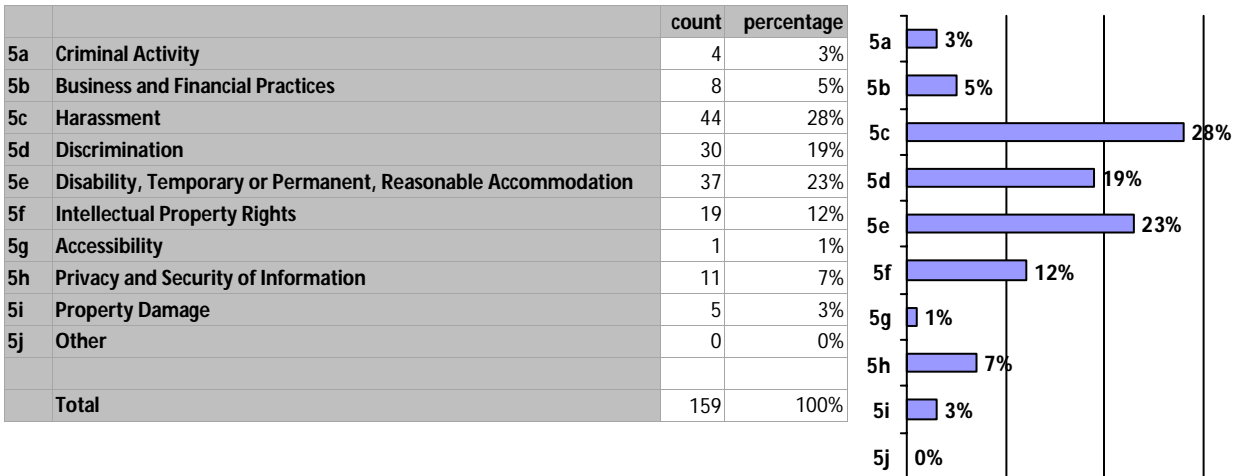 count percentage
5a Criminal Activity 4 3%
5b Business and Financial Practices 8 5%
5c Harassment 44 28%
5d Discrimination 30 19%
5e Disability, Temporary or Permanent, Reasonable Accommodation 37 23%
5f Intellectual Property Rights 19 12%
5g Accessibility 1 1%
5h Privacy and Security of Information 11 7%
5i Property Damage 5 3%
5j Other 0 0%
Total 159 100%
5a 3%
5b 5%
5c 28%
5d 19%
5e 23%
5f 12%
5g 1%
5h 7%
5i 3%
5j 0%